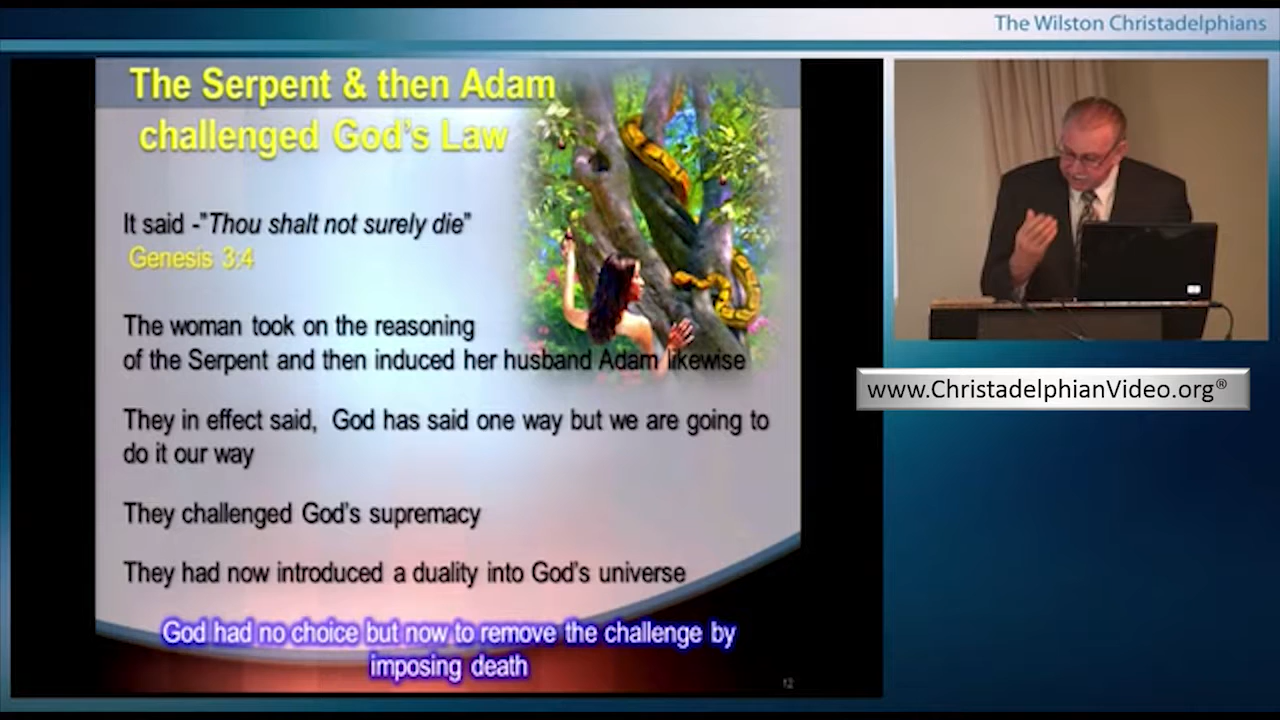 The Wilston Christadelphians
The Serpent & then Adam
challenged God's Law
It said -"Thou shalt not surely die"
Genesis 3:4
The woman took on the reasoning
of the Serpent and then induced her husband Adam likewise
They in effect said, God has said one way but we are going to
do it our way
They challenged God's supremacy
They had now introduced a duality into God's universe
God had no choice but now to remove the challenge by
imposing death
12
www.ChristadelphianVideo.org®